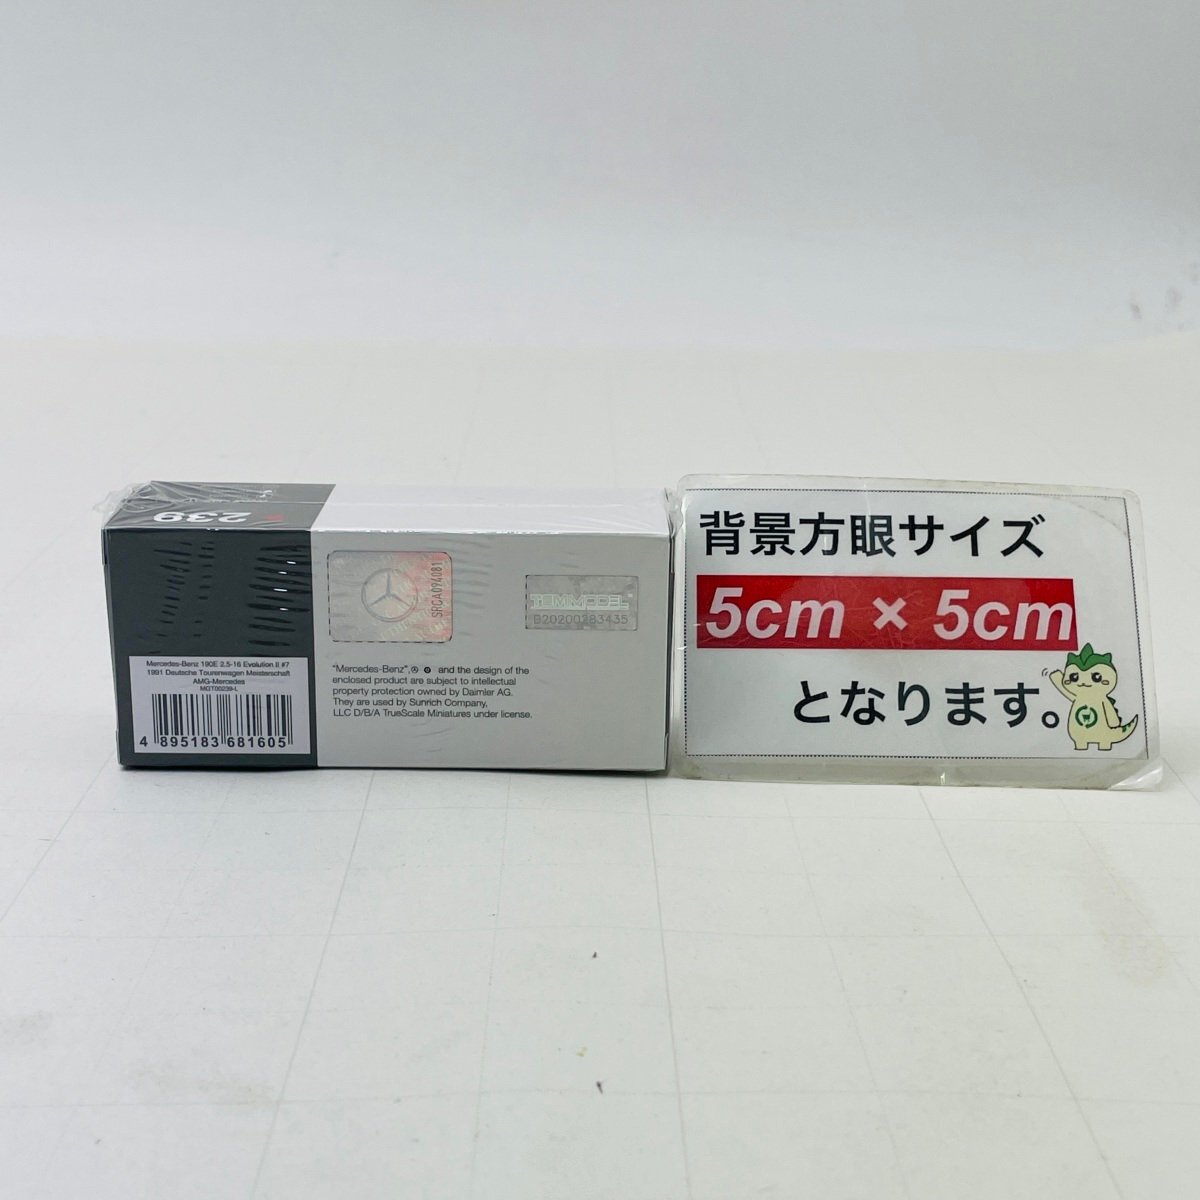 239
SDCA094081
TSMMODEL
B20200283435
Mercedes-Benz 190E 2.5-16 Evolution II #7
1991 Deutsche Tourenwagen Meisterschaft
AMG-Mercedes
MGT00239-L
4 895183 681605
"Mercedes-Benz", and the design of the
enclosed product are subject to intellectual
property protection owned by Daimler AG.
They are used by Sunrich Company,
LLC D/B/A TrueScale Miniatures under license.
背景方眼サイズ
5cm × 5cm
となります。